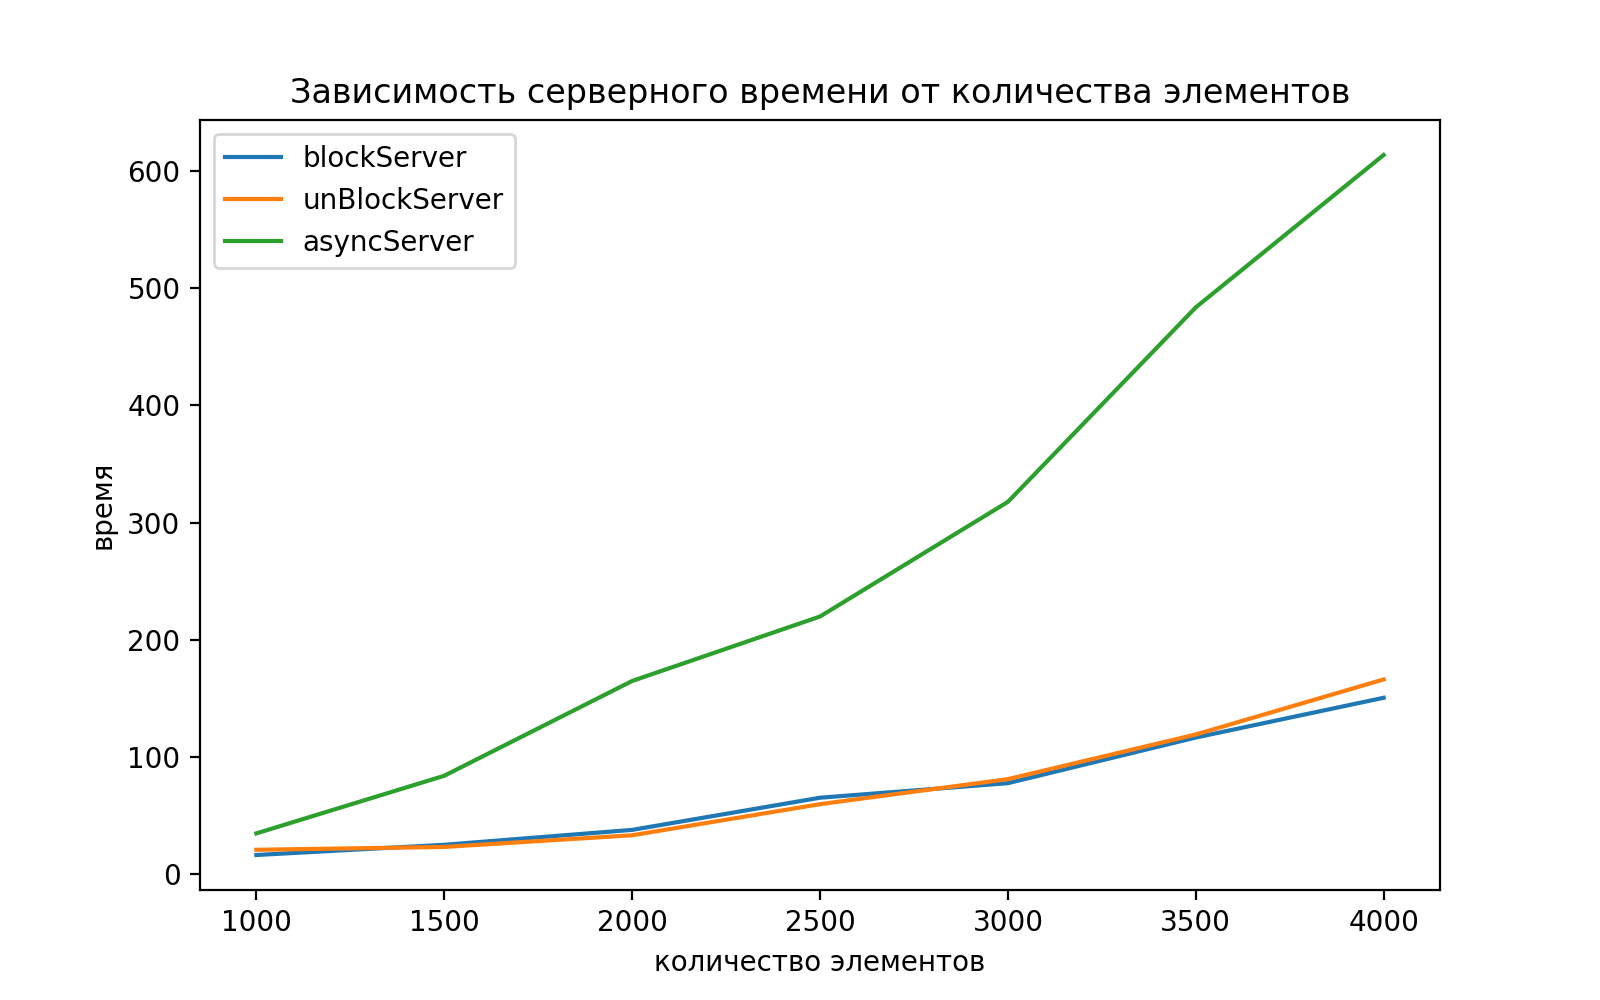 Зависимость серверного времени от количества элементов
blockServer
unBlockServer
asyncServer
600
500
400
300
200
100
0
время
1000 1500 2000 2500 3000 3500 4000
количество элементов